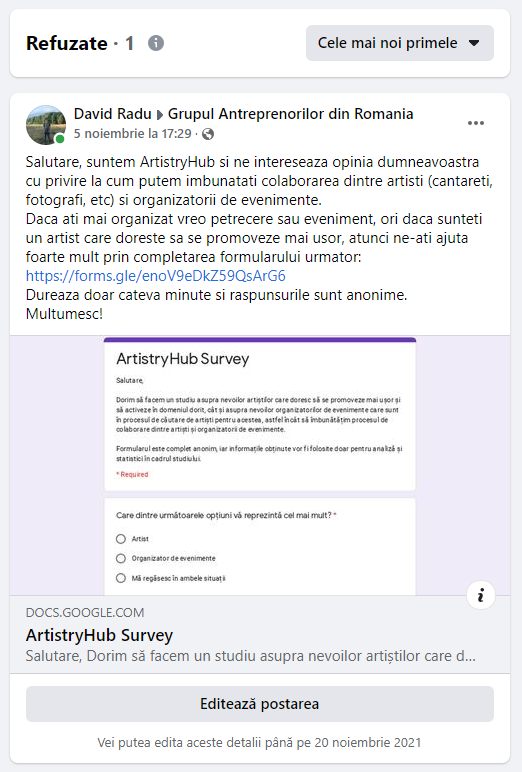 Refuzate · 1
Cele mai noi primele
David Radu Grupul Antreprenorilor din Romania
5 noiembrie la 17:29 ·
Salutare, suntem ArtistryHub si ne intereseaza opinia dumneavoastra
cu privire la cum putem imbunatati colaborarea dintre artisti (cantareti,
fotografi, etc) si organizatorii de evenimente.
Daca ati mai organizat vreo petrecere sau eveniment, ori daca sunteti
un artist care doreste sa se promoveze mai usor, atunci ne-ati ajuta
foarte mult prin completarea formularului urmator:
https://forms.gle/enoV9eDkZ59QsArG6
Dureaza doar cateva minute si raspunsurile sunt anonime.
Multumesc!
ArtistryHub Survey
Salutare,
Dorim să facem un studiu asupra nevoilor artiștilor care doresc să se promoveze mai ușor și
să activeze în domeniul dorit, cât și asupra nevoilor organizatorilor de evenimente care sunt
în procesul de căutare de artiști pentru acestea, astfel încât să îmbunătățim procesul de
colaborare dintre artiști și organizatorii de evenimente.
Formularul este complet anonim, iar informațiile obținute vor fi folosite doar pentru analiză și
statistici în cadrul studiului.
* Required
Care dintre următoarele opțiuni vă reprezintă cel mai mult? *
Artist
Organizator de evenimente
Mă regăsesc în ambele situații
DOCS.GOOGLE.COM
ArtistryHub Survey
Salutare, Dorim să facem un studiu asupra nevoilor artiștilor care d...
Editează postarea
Vei putea edita aceste detalii până pe 20 noiembrie 2021